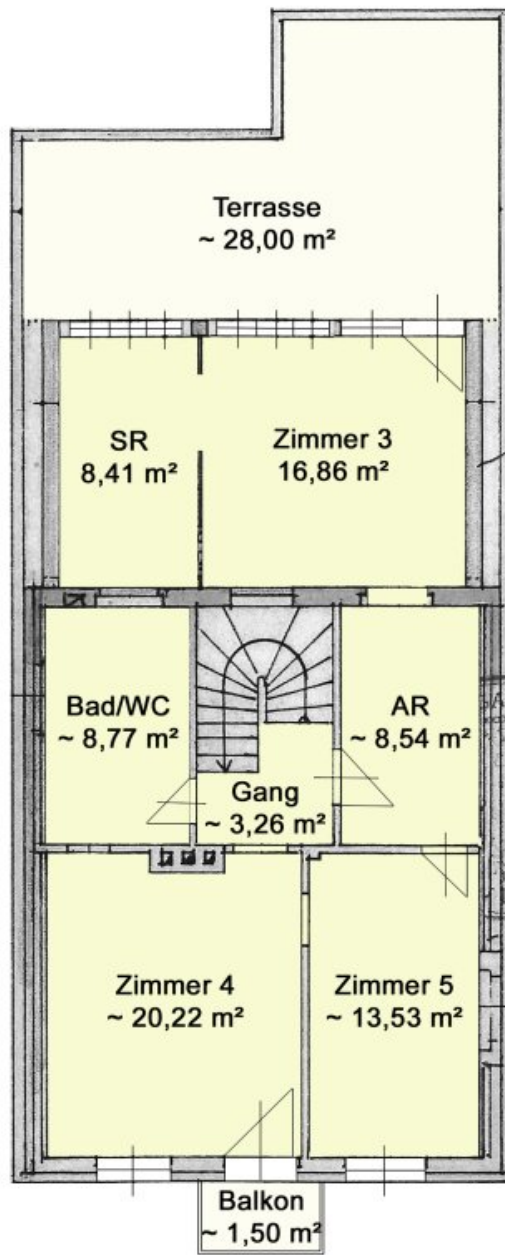 Terrasse
~ 28,00 m²
SR
8,41 m²
Zimmer 3
16,86 m²
Bad/WC
~ 8,77 m²
AR
~ 8,54 m²
Gang
~ 3,26 m²
Zimmer 4
~ 20,22 m²
Zimmer 5
~ 13,53 m²
Balkon
~ 1,50 m²